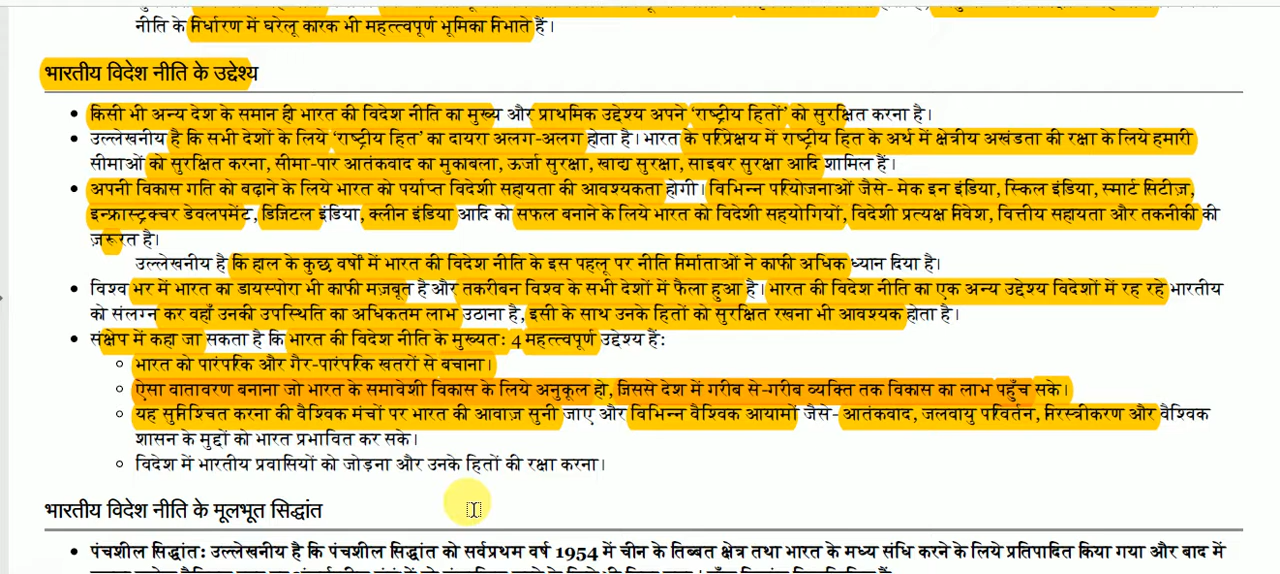 नीति के निर्धारण में घरेलू कारक भी महत्त्वपूर्ण भूमिका निभाते हैं।
भारतीय विदेश नीति के उद्देश्य
• किसी भी अन्य देश के समान ही भारत की विदेश नीति का मुख्य और प्राथमिक उद्देश्य अपने ‘राष्ट्रीय हितों’ को सुरक्षित करना है।
• उल्लेखनीय है कि सभी देशों के लिये ‘राष्ट्रीय हित’ का दायरा अलग-अलग होता है। भारत के परिप्रेक्ष्य में राष्ट्रीय हित के अर्थ में क्षेत्रीय अखंडता की रक्षा के लिये हमारी
सीमाओं को सुरक्षित करना, सीमा-पार आतंकवाद का मुकाबला, ऊर्जा सुरक्षा, खाद्य सुरक्षा, साइबर सुरक्षा आदि शामिल हैं।
• अपनी विकास गति को बढ़ाने के लिये भारत को पर्याप्त विदेशी सहायता की आवश्यकता होगी। विभिन्न परियोजनाओं जैसे- मेक इन इंडिया, स्किल इंडिया, स्मार्ट सिटीज़,
इन्फ्रास्ट्रक्चर डेवलपमेंट, डिजिटल इंडिया, क्लीन इंडिया आदि को सफल बनाने के लिये भारत को विदेशी सहयोगियों, विदेशी प्रत्यक्ष निवेश, वित्तीय सहायता और तकनीकी की
ज़रूरत है।
उल्लेखनीय है कि हाल के कुछ वर्षों में भारत की विदेश नीति के इस पहलू पर नीति निर्माताओं ने काफी अधिक ध्यान दिया है।
• विश्व भर में भारत का डायस्पोरा भी काफी मज़बूत है और तकरीबन विश्व के सभी देशों में फैला हुआ है। भारत की विदेश नीति का एक अन्य उद्देश्य विदेशों में रह रहे भारतीय
को संलग्न कर वहाँ उनकी उपस्थिति का अधिकतम लाभ उठाना है, इसी के साथ उनके हितों को सुरक्षित रखना भी आवश्यक होता है।
• संक्षेप में कहा जा सकता है कि भारत की विदेश नीति के मुख्यतः 4 महत्त्वपूर्ण उद्देश्य हैं:
○ भारत को पारंपरिक और गैर-पारंपरिक खतरों से बचाना।
○ ऐसा वातावरण बनाना जो भारत के समावेशी विकास के लिये अनुकूल हो, जिससे देश में गरीब से-गरीब व्यक्ति तक विकास का लाभ पहुँच सके।
○ यह सुनिश्चित करना की वैश्विक मंचों पर भारत की आवाज़ सुनी जाए और विभिन्न वैश्विक आयामों जैसे- आतंकवाद, जलवायु परिवर्तन, निरस्त्रीकरण और वैश्विक
शासन के मुद्दों को भारत प्रभावित कर सके।
○ विदेश में भारतीय प्रवासियों को जोड़ना और उनके हितों की रक्षा करना।
भारतीय विदेश नीति के मूलभूत सिद्धांत
• पंचशील सिद्धांत: उल्लेखनीय है कि पंचशील सिद्धांत को सर्वप्रथम वर्ष 1954 में चीन के तिब्बत क्षेत्र तथा भारत के मध्य संधि करने के लिये प्रतिपादित किया गया और बाद में